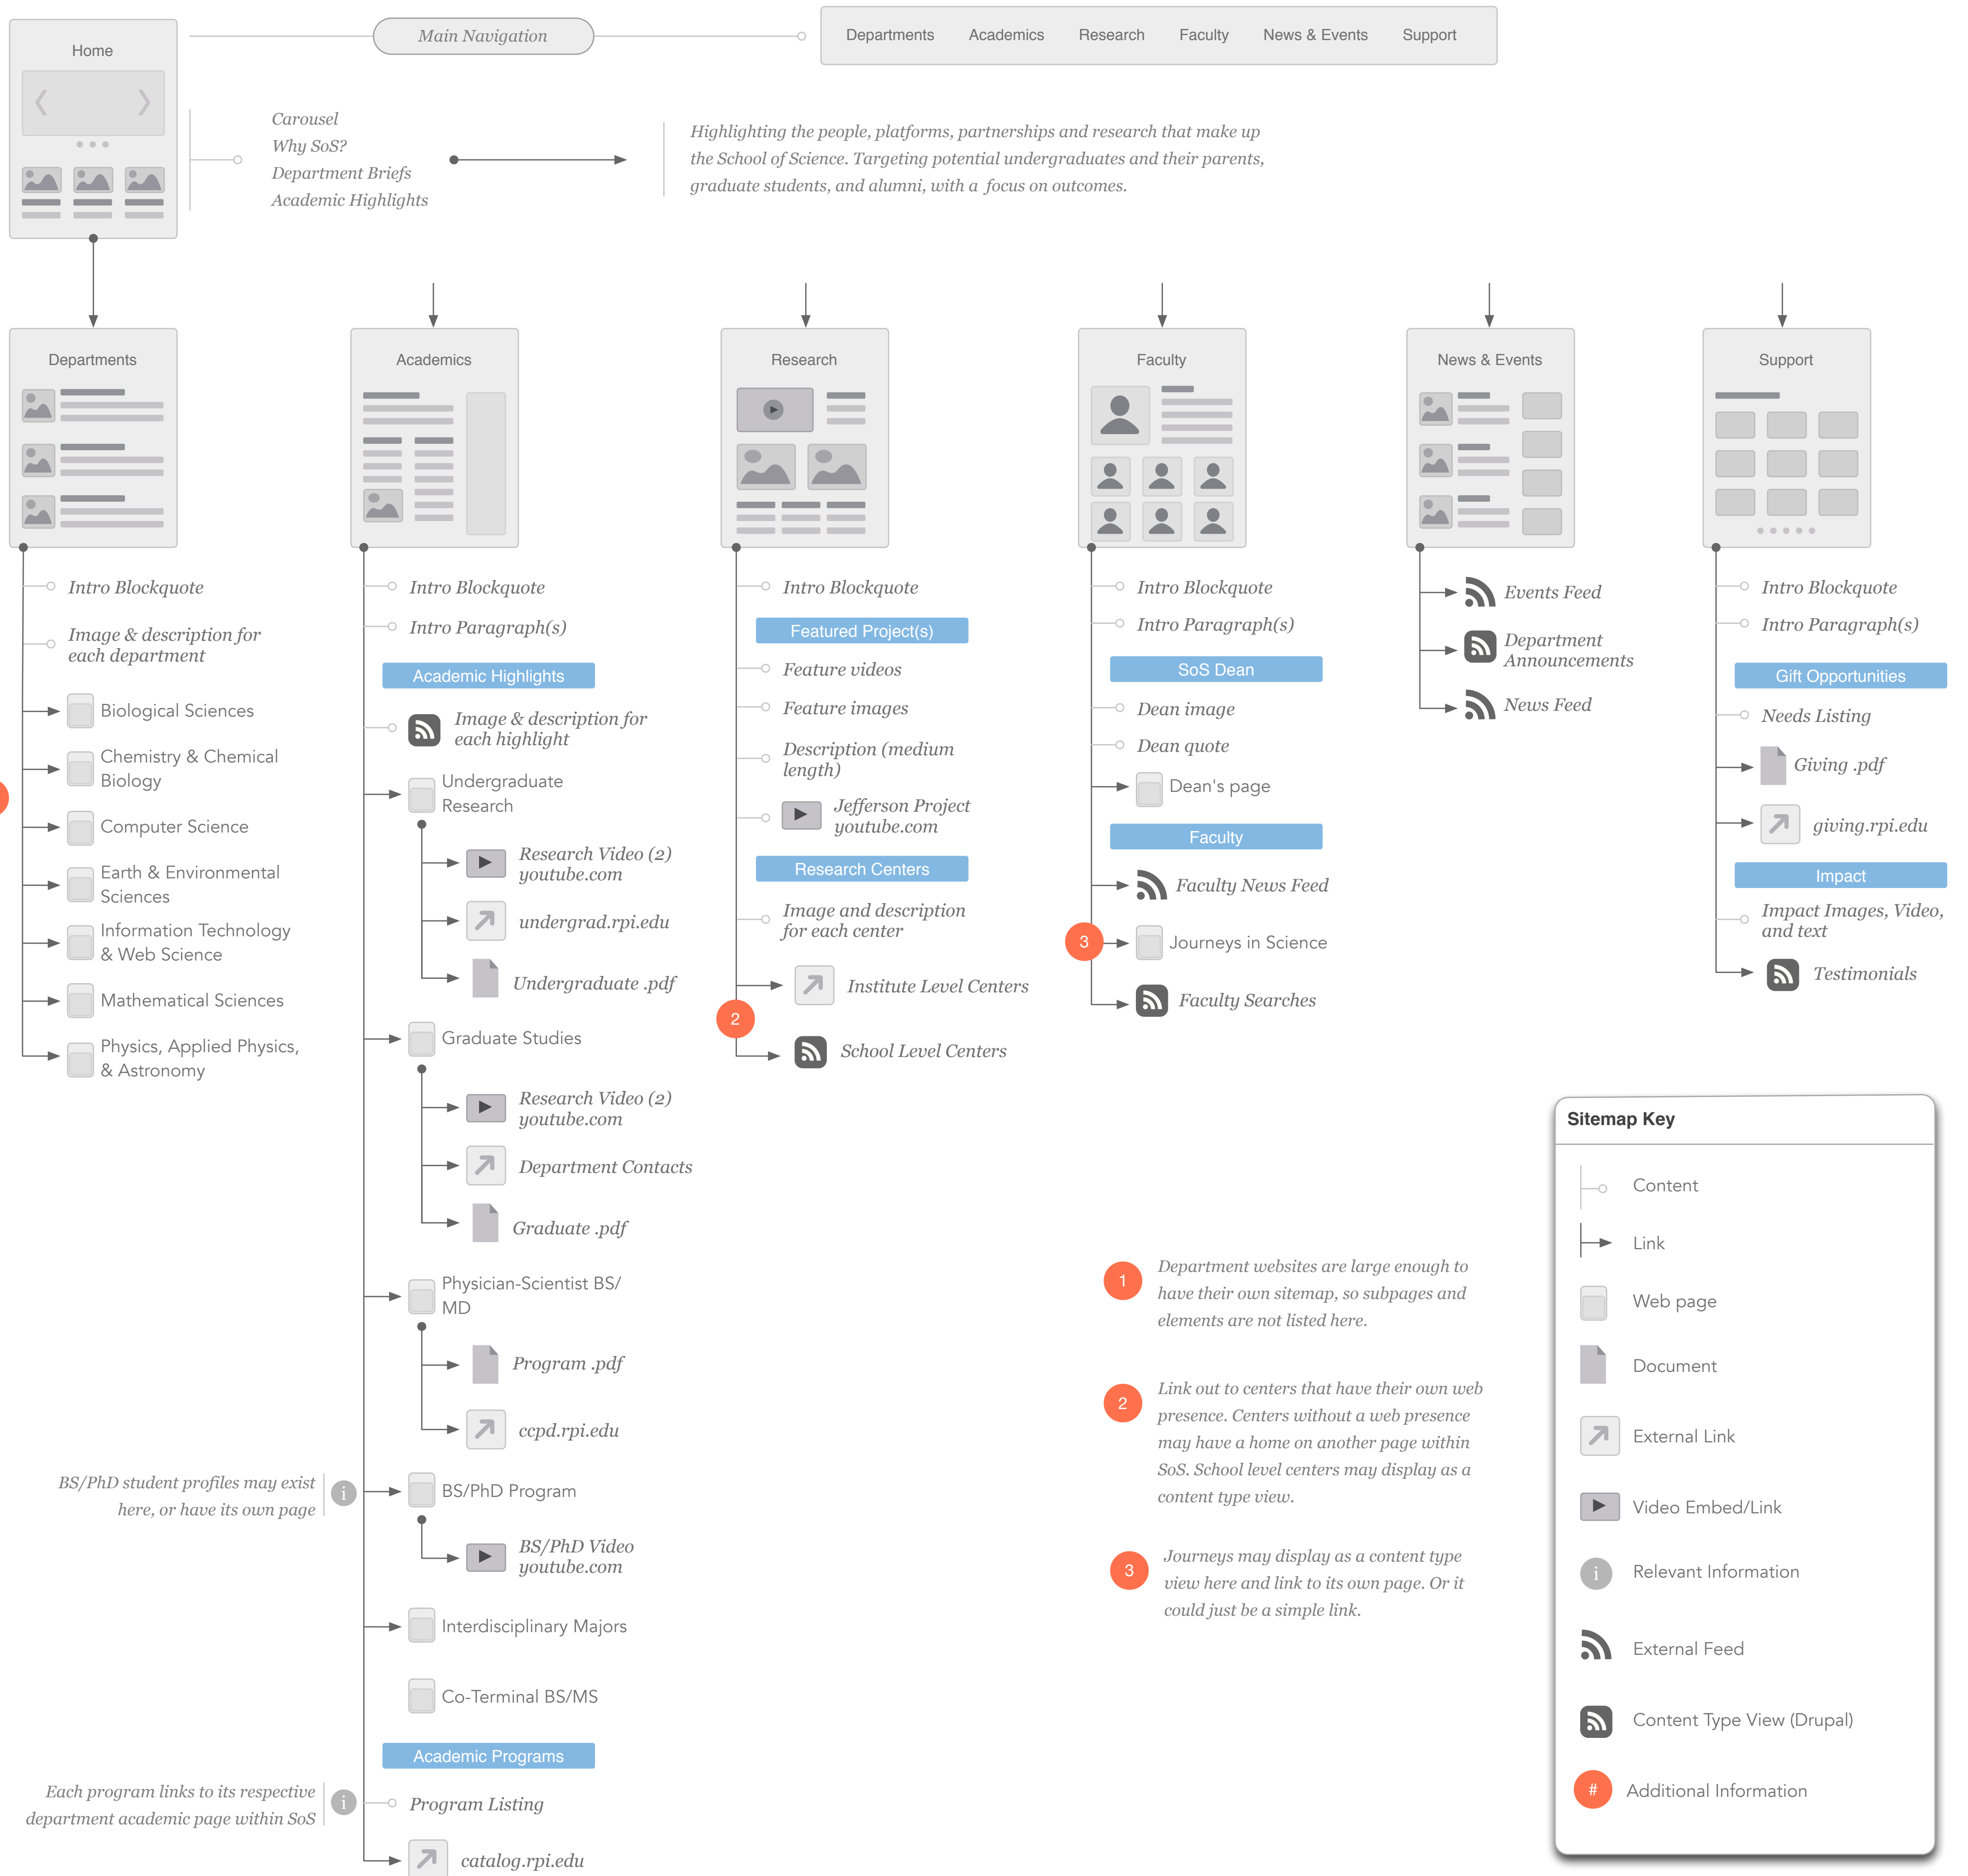 Home
Main Navigation
Departments Academics Research Faculty News & Events Support
Carousel
Why SoS?
Department Briefs
Academic Highlights
Highlighting the people, platforms, partnerships and research that make up
the School of Science. Targeting potential undergraduates and their parents,
graduate students, and alumni, with a focus on outcomes.
Departments
Intro Blockquote
Image & description for
each department
Biological Sciences
Chemistry & Chemical
Biology
Computer Science
Earth & Environmental
Sciences
Information Technology
& Web Science
Mathematical Sciences
Physics, Applied Physics,
& Astronomy
Academics
Intro Blockquote
Intro Paragraph(s)
Academic Highlights
Image & description for
each highlight
Undergraduate
Research
Research Video (2)
youtube.com
undergrad.rpi.edu
Undergraduate .pdf
Graduate Studies
Research Video (2)
youtube.com
Department Contacts
Graduate .pdf
Physician-Scientist BS/
MD
Program .pdf
ccpd.rpi.edu
BS/PhD student profiles may exist
here, or have its own page
i
BS/PhD Program
BS/PhD Video
youtube.com
Interdisciplinary Majors
Co-Terminal BS/MS
Academic Programs
Each program links to its respective
department academic page within SoS
i
Program Listing
catalog.rpi.edu
Research
Intro Blockquote
Featured Project(s)
Feature videos
Feature images
Description (medium
length)
Jefferson Project
youtube.com
Research Centers
Image and description
for each center
Institute Level Centers
2
School Level Centers
Faculty
Intro Blockquote
Intro Paragraph(s)
SoS Dean
Dean image
Dean quote
Dean's page
Faculty
Faculty News Feed
3
Journeys in Science
Faculty Searches
News & Events
Events Feed
Department
Announcements
News Feed
Support
Intro Blockquote
Intro Paragraph(s)
Gift Opportunities
Needs Listing
Giving .pdf
giving.rpi.edu
Impact
Impact Images, Video,
and text
Testimonials
1
Department websites are large enough to
have their own sitemap, so subpages and
elements are not listed here.
2
Link out to centers that have their own web
presence. Centers without a web presence
may have a home on another page within
SoS. School level centers may display as a
content type view.
3
Journeys may display as a content type
view here and link to its own page. Or it
could just be a simple link.
Sitemap Key
Content
Link
Web page
Document
External Link
Video Embed/Link
i
Relevant Information
External Feed
Content Type View (Drupal)
#
Additional Information